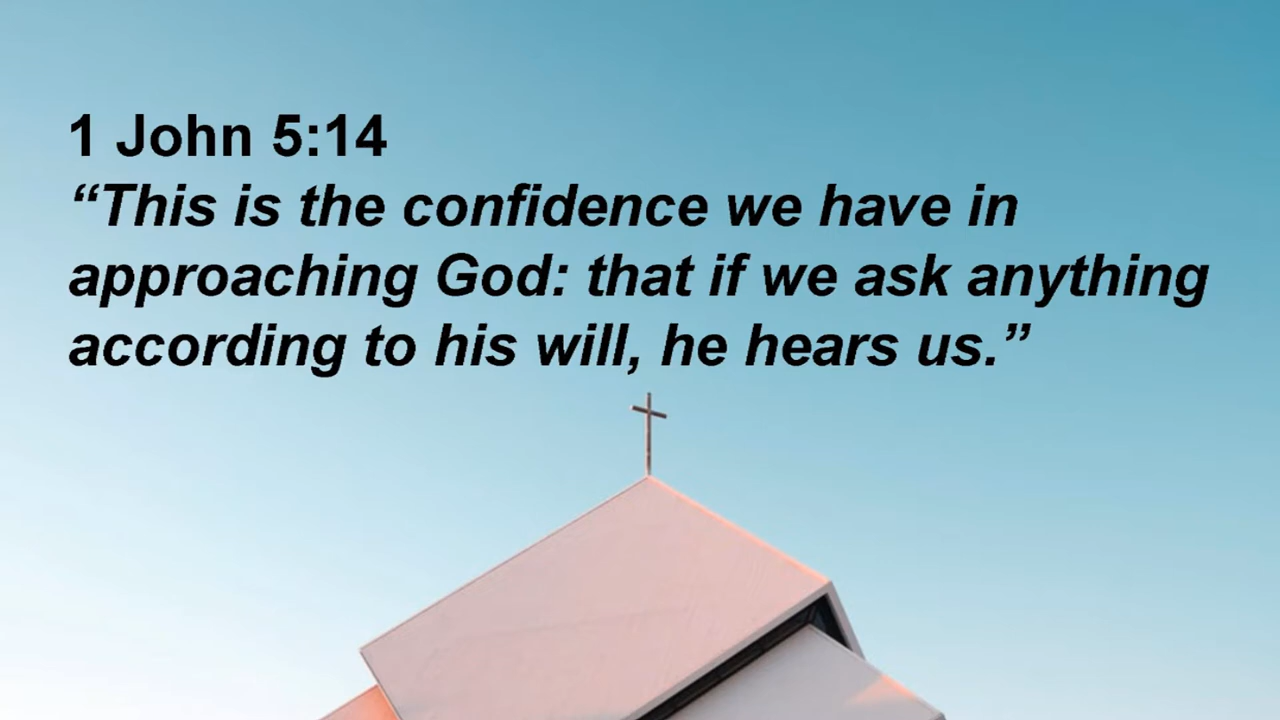 1 John 5:14
“This is the confidence we have in
approaching God: that if we ask anything
according to his will, he hears us.”